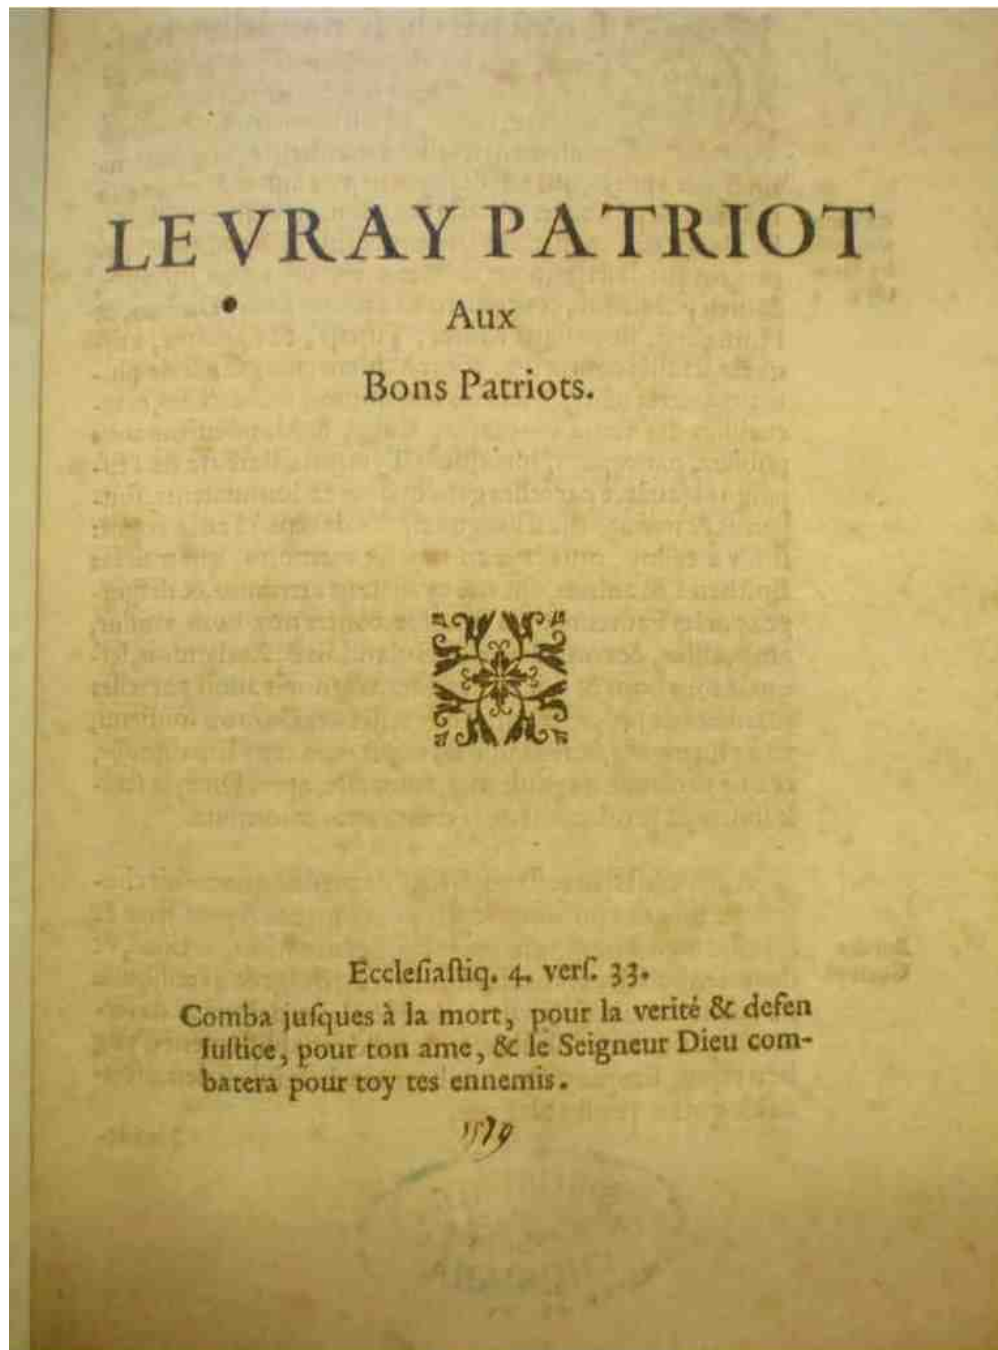 LE VRAY PATRIOT
Aux
Bons Patriots.
Eccleſiaſtiq. 4. verſ. 33.
Comba juſques à la mort, pour la verité & defen
Iuſtice, pour ton ame, & le Seigneur Dieu com-
batera pour toy tes ennemis.
1579